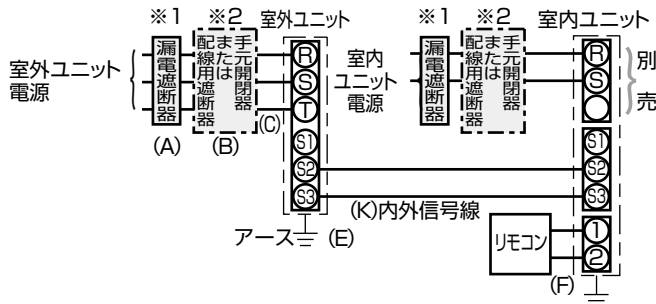 ※1
※2
室外ユニット
※1
※2
室内ユニット
室外ユニット
電源
漏電遮断器
手元開閉器
または
配線用遮断器
R
S
T
S1
S2
S3
(A)
(B)
(C)
室内
ユニット
電源
漏電遮断器
手元開閉器
または
配線用遮断器
R
S
別売
S1
S2
S3
(K)内外信号線
アース
(E)
リモコン
1
2
(F)